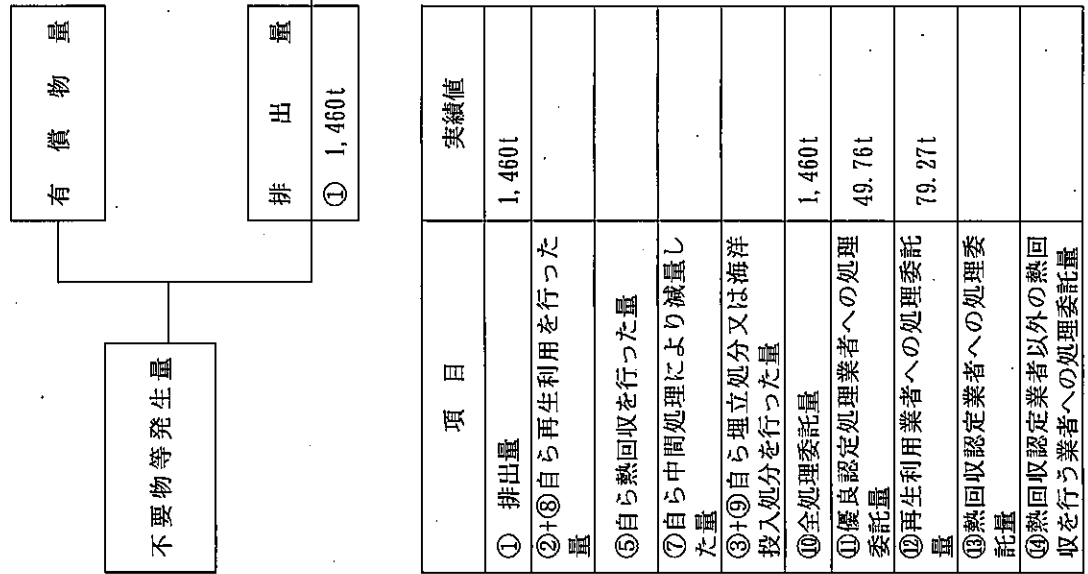 不要物等発生量
有償物量
排出量
① 1,460t
項目
実績値
① 排出量
1,460t
②+⑧自ら再生利用を行った
量
⑤自ら熱回収を行った量
⑦自ら中間処理により減量し
た量
③+⑨自ら埋立処分又は海洋
投入処分を行った量
⑩全処理委託量
1,460t
⑪優良認定処理業者への処理
委託量
49.76t
⑫再生利用業者への処理委託
量
79.27t
⑬熱回収認定業者への処理委
託量
⑭熱回収認定業者以外の熱回
収を行う業者への処理委託量